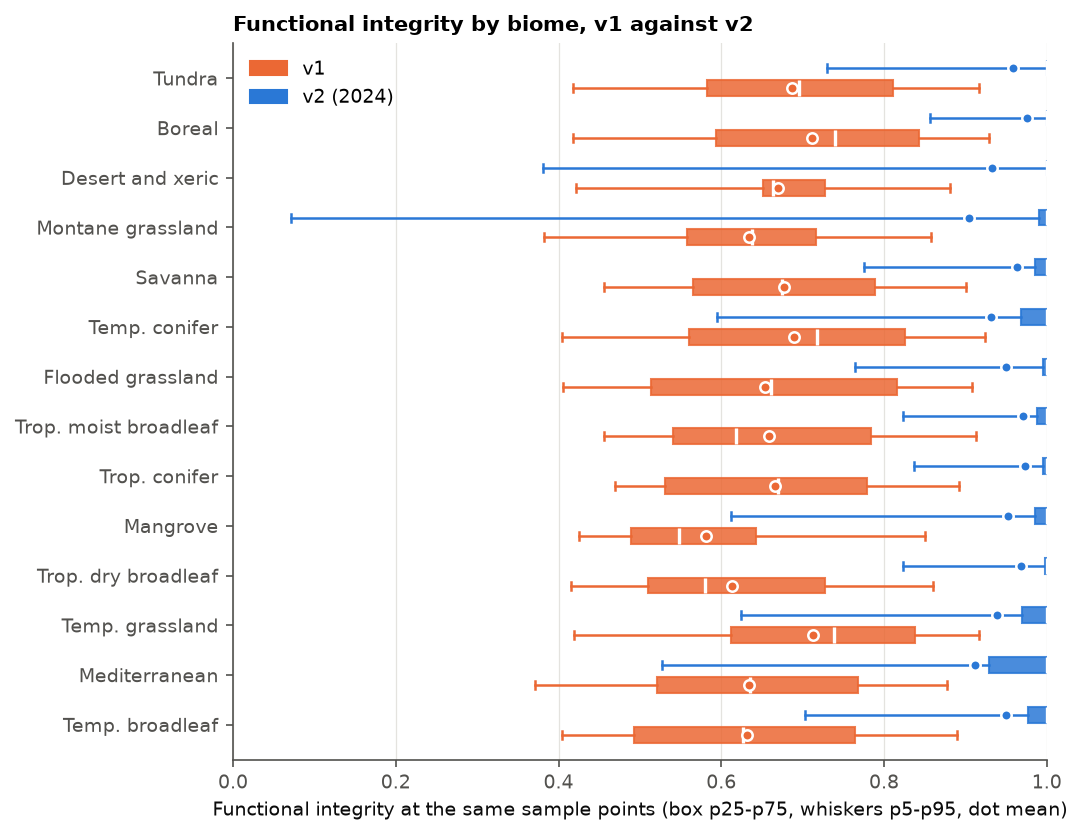 Functional integrity by biome, v1 against v2
v1
v2 (2024)
Tundra
Boreal
Desert and xeric
Montane grassland
Savanna
Temp. conifer
Flooded grassland
Trop. moist broadleaf
Trop. conifer
Mangrove
Trop. dry broadleaf
Temp. grassland
Mediterranean
Temp. broadleaf
0.0 0.2 0.4 0.6 0.8 1.0
Functional integrity at the same sample points (box p25-p75, whiskers p5-p95, dot mean)